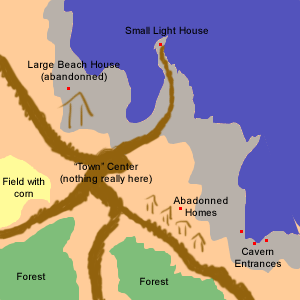 Small Light House
Large Beach House
(abandonned)
"Town" Center
(nothing really here)
Field with
corn
Abadonned
Homes
Cavern
Entrances
Forest
Forest